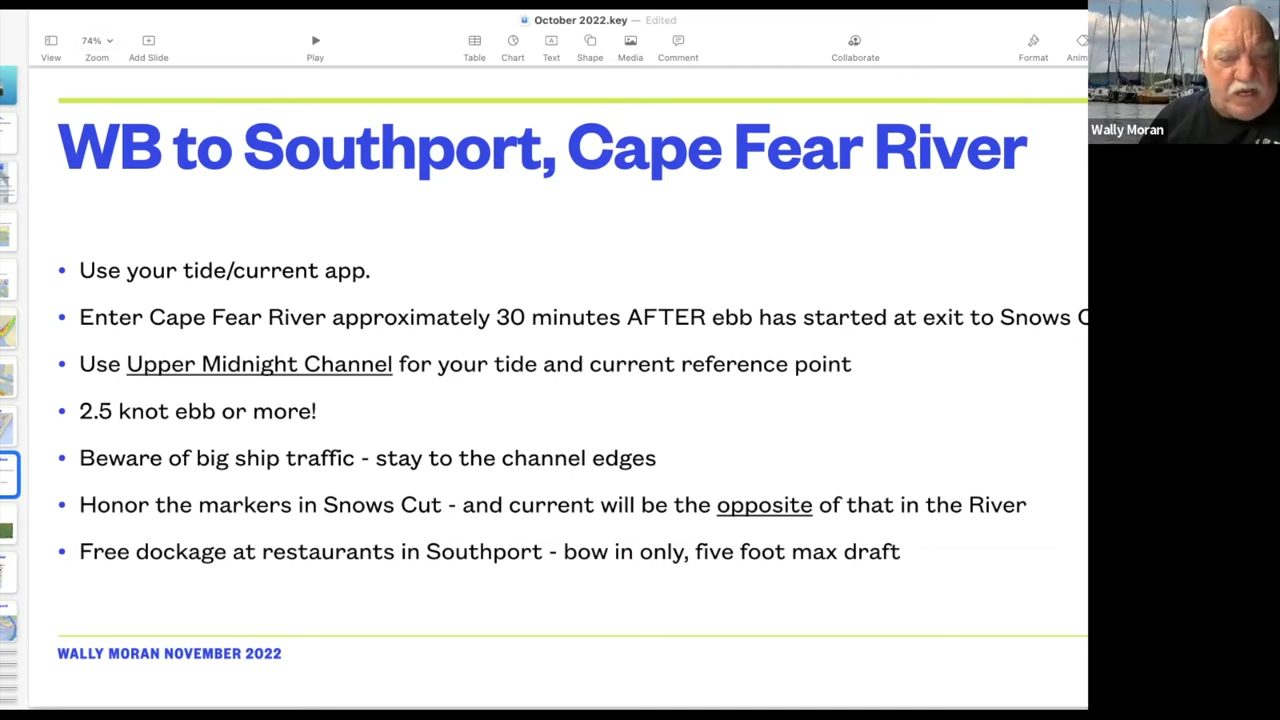 October 2022.key — Edited
74%
View Zoom Add Slide Play Table Chart Text Shape Media Comment Collaborate Format Anim
Wally Moran
WB to Southport, Cape Fear River
• Use your tide/current app.
• Enter Cape Fear River approximately 30 minutes AFTER ebb has started at exit to Snows C
• Use Upper Midnight Channel for your tide and current reference point
• 2.5 knot ebb or more!
• Beware of big ship traffic - stay to the channel edges
• Honor the markers in Snows Cut - and current will be the opposite of that in the River
• Free dockage at restaurants in Southport - bow in only, five foot max draft
WALLY MORAN NOVEMBER 2022